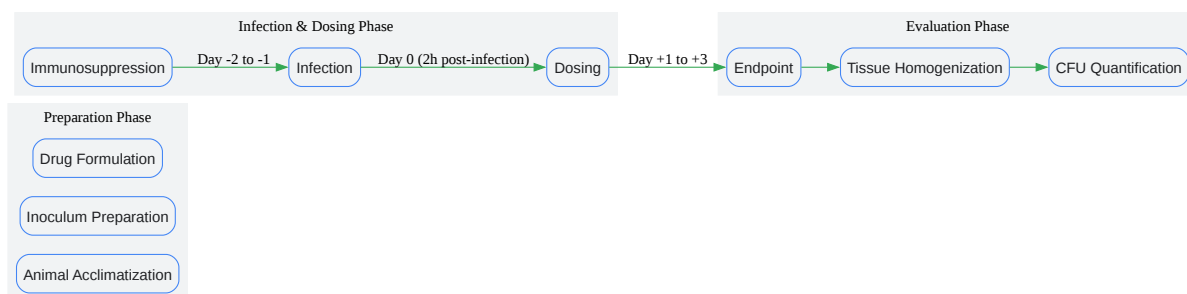 Infection & Dosing Phase
Immunosuppression
Day -2 to -1
Infection
Day 0 (2h post-infection)
Dosing
Day +1 to +3
Evaluation Phase
Endpoint
Tissue Homogenization
CFU Quantification
Preparation Phase
Drug Formulation
Inoculum Preparation
Animal Acclimatization